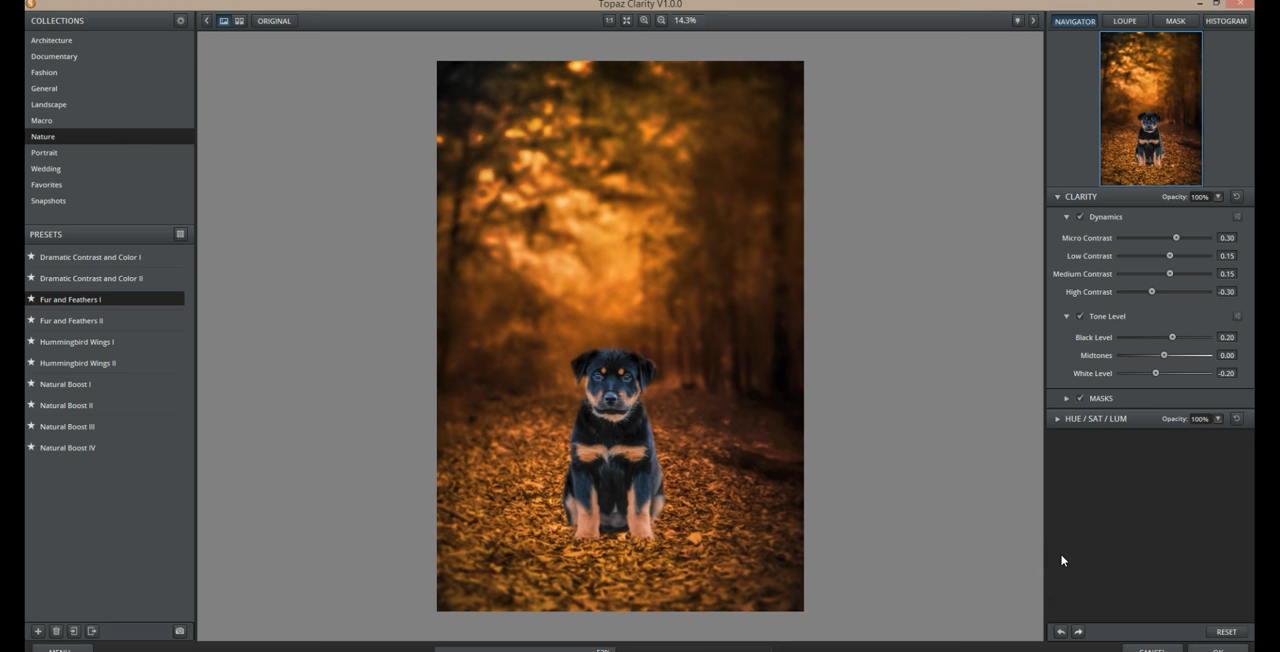 Topaz Clarity V1.0.0
COLLECTIONS
ORIGINAL
1:1
14.3%
NAVIGATOR
LOUPE
MASK
HISTOGRAM
Architecture
Documentary
Fashion
General
Landscape
Macro
Nature
Portrait
Wedding
Favorites
Snapshots
PRESETS
Dramatic Contrast and Color I
Dramatic Contrast and Color II
Fur and Feathers I
Fur and Feathers II
Hummingbird Wings I
Hummingbird Wings II
Natural Boost I
Natural Boost II
Natural Boost III
Natural Boost IV
CLARITY Opacity: 100%
Dynamics
Micro Contrast 0.30
Low Contrast 0.15
Medium Contrast 0.15
High Contrast -0.30
Tone Level
Black Level 0.20
Midtones 0.00
White Level -0.20
MASKS
HUE / SAT / LUM Opacity: 100%
RESET
MENU
CANCEL
OK